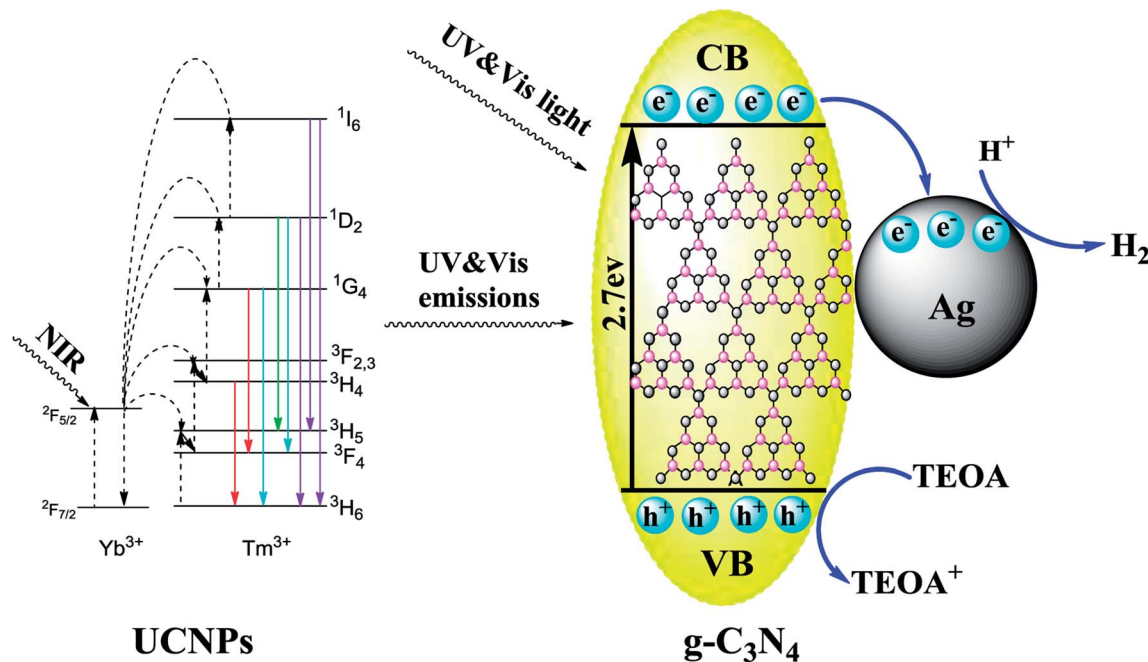 UV&Vis light
CB
e⁻ e⁻ e⁻ e⁻
¹I₆
H⁺
¹D₂
e⁻ e⁻ e⁻
H₂
UV&Vis
emissions
¹G₄
2.7ev
Ag
NIR
³F₂,₃
³H₄
²F₅/₂
³H₅
³F₄
TEOA
²F₇/₂
³H₆
h⁺ h⁺ h⁺ h⁺
Yb³⁺
Tm³⁺
VB
TEOA⁺
UCNPs
g-C₃N₄